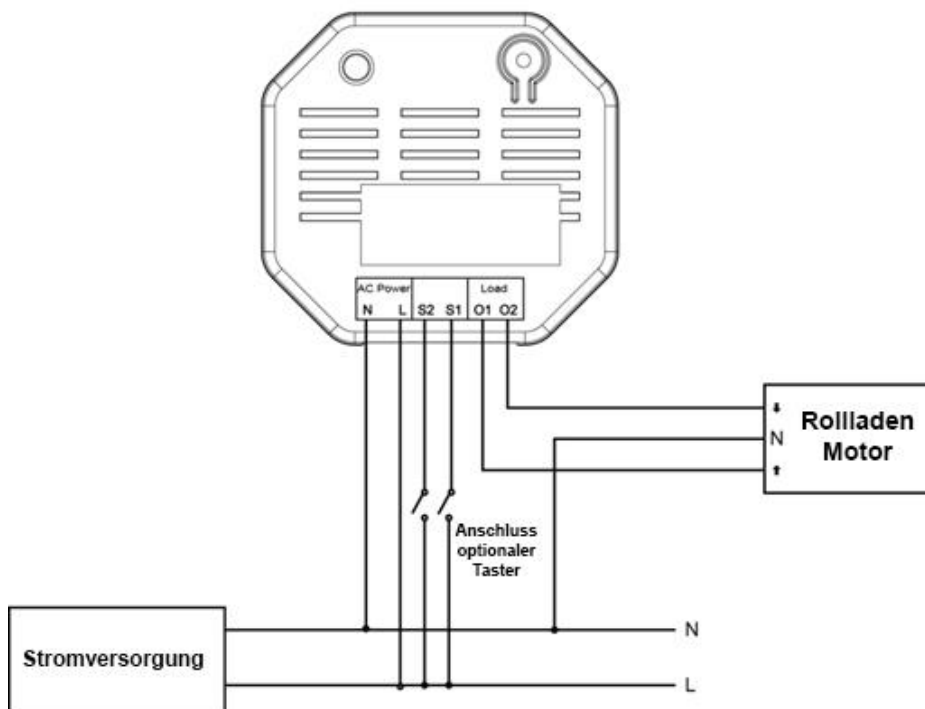 AC Power
Load
N L S2 S1 O1 O2
Rollladen
Motor
N
Anschluss
optionaler
Taster
Stromversorgung
N
L